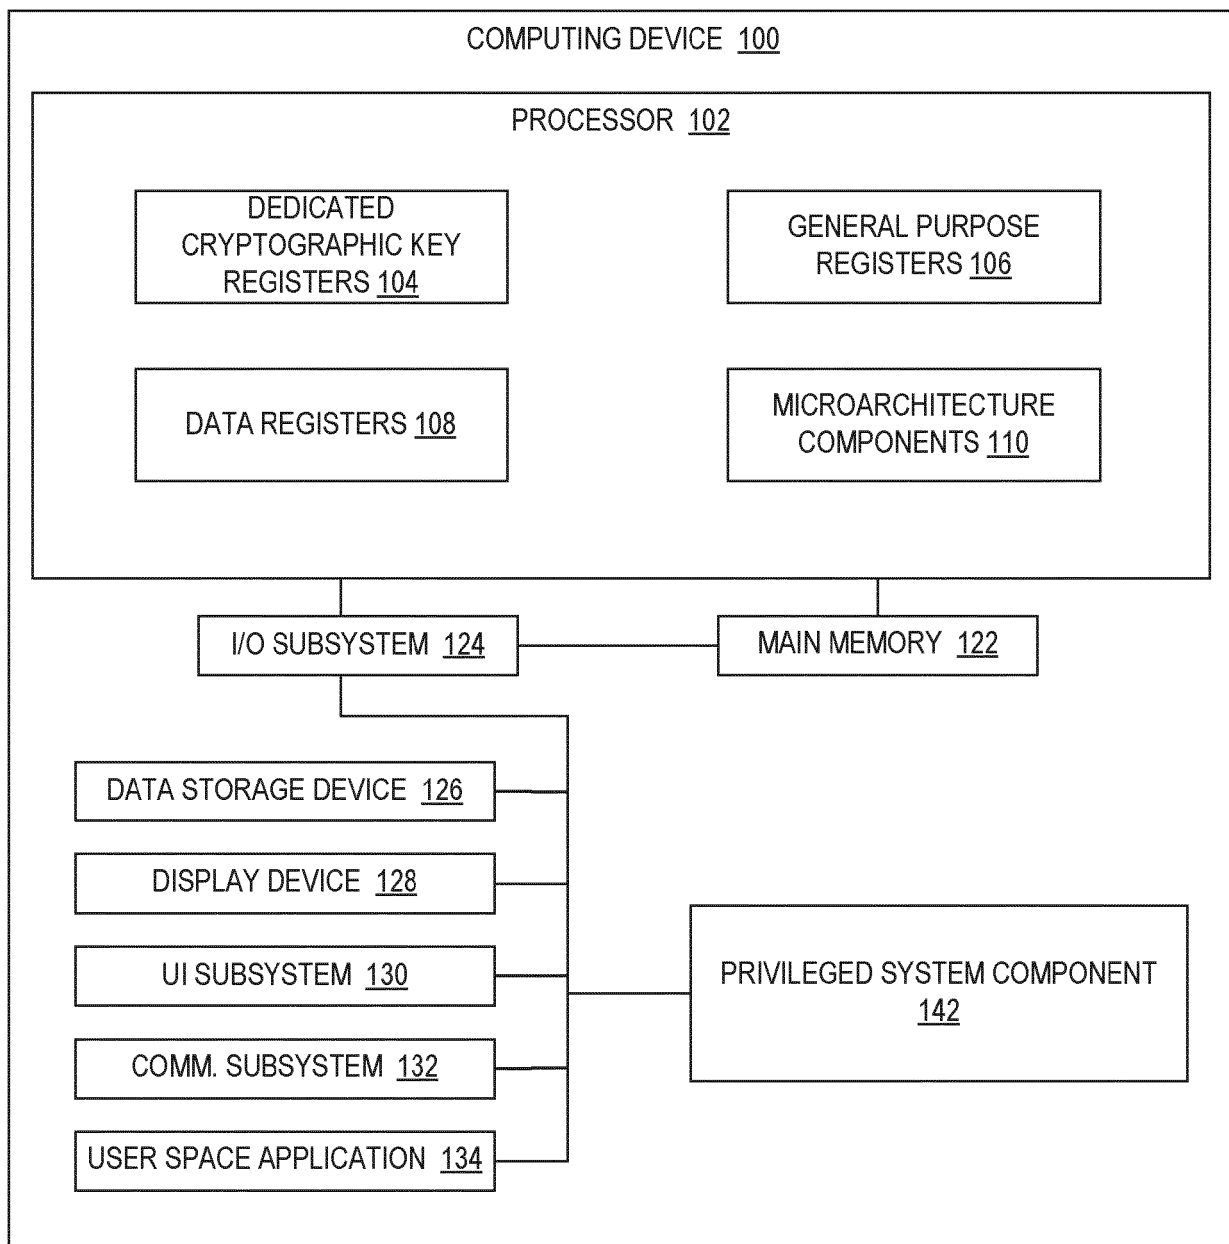 COMPUTING DEVICE 100
PROCESSOR 102
DEDICATED
CRYPTOGRAPHIC KEY
REGISTERS 104
GENERAL PURPOSE
REGISTERS 106
DATA REGISTERS 108
MICROARCHITECTURE
COMPONENTS 110
I/O SUBSYSTEM 124
MAIN MEMORY 122
DATA STORAGE DEVICE 126
DISPLAY DEVICE 128
UI SUBSYSTEM 130
COMM. SUBSYSTEM 132
USER SPACE APPLICATION 134
PRIVILEGED SYSTEM COMPONENT
142